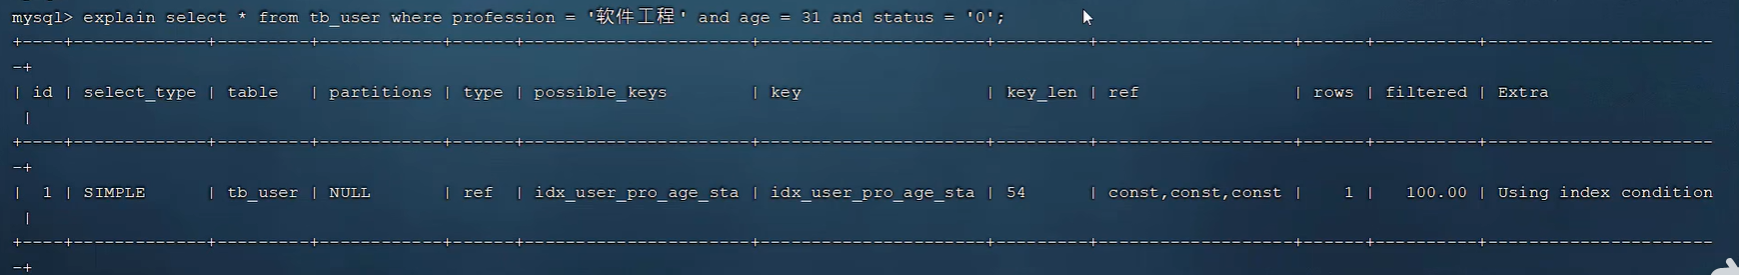 mysql> explain select * from tb_user where profession = '软件工程' and age = 31 and status = '0';
+----+-------------+---------+------------+------+----------------------+----------------------+---------+-------------------+------+----------+-----------------------
-+
| id | select_type | table   | partitions | type | possible_keys        | key                  | key_len | ref               | rows | filtered | Extra
 |
+----+-------------+---------+------------+------+----------------------+----------------------+---------+-------------------+------+----------+-----------------------
-+
|  1 | SIMPLE      | tb_user | NULL       | ref  | idx_user_pro_age_sta | idx_user_pro_age_sta | 54      | const,const,const |    1 |   100.00 | Using index condition
 |
+----+-------------+---------+------------+------+----------------------+----------------------+---------+-------------------+------+----------+-----------------------
-+